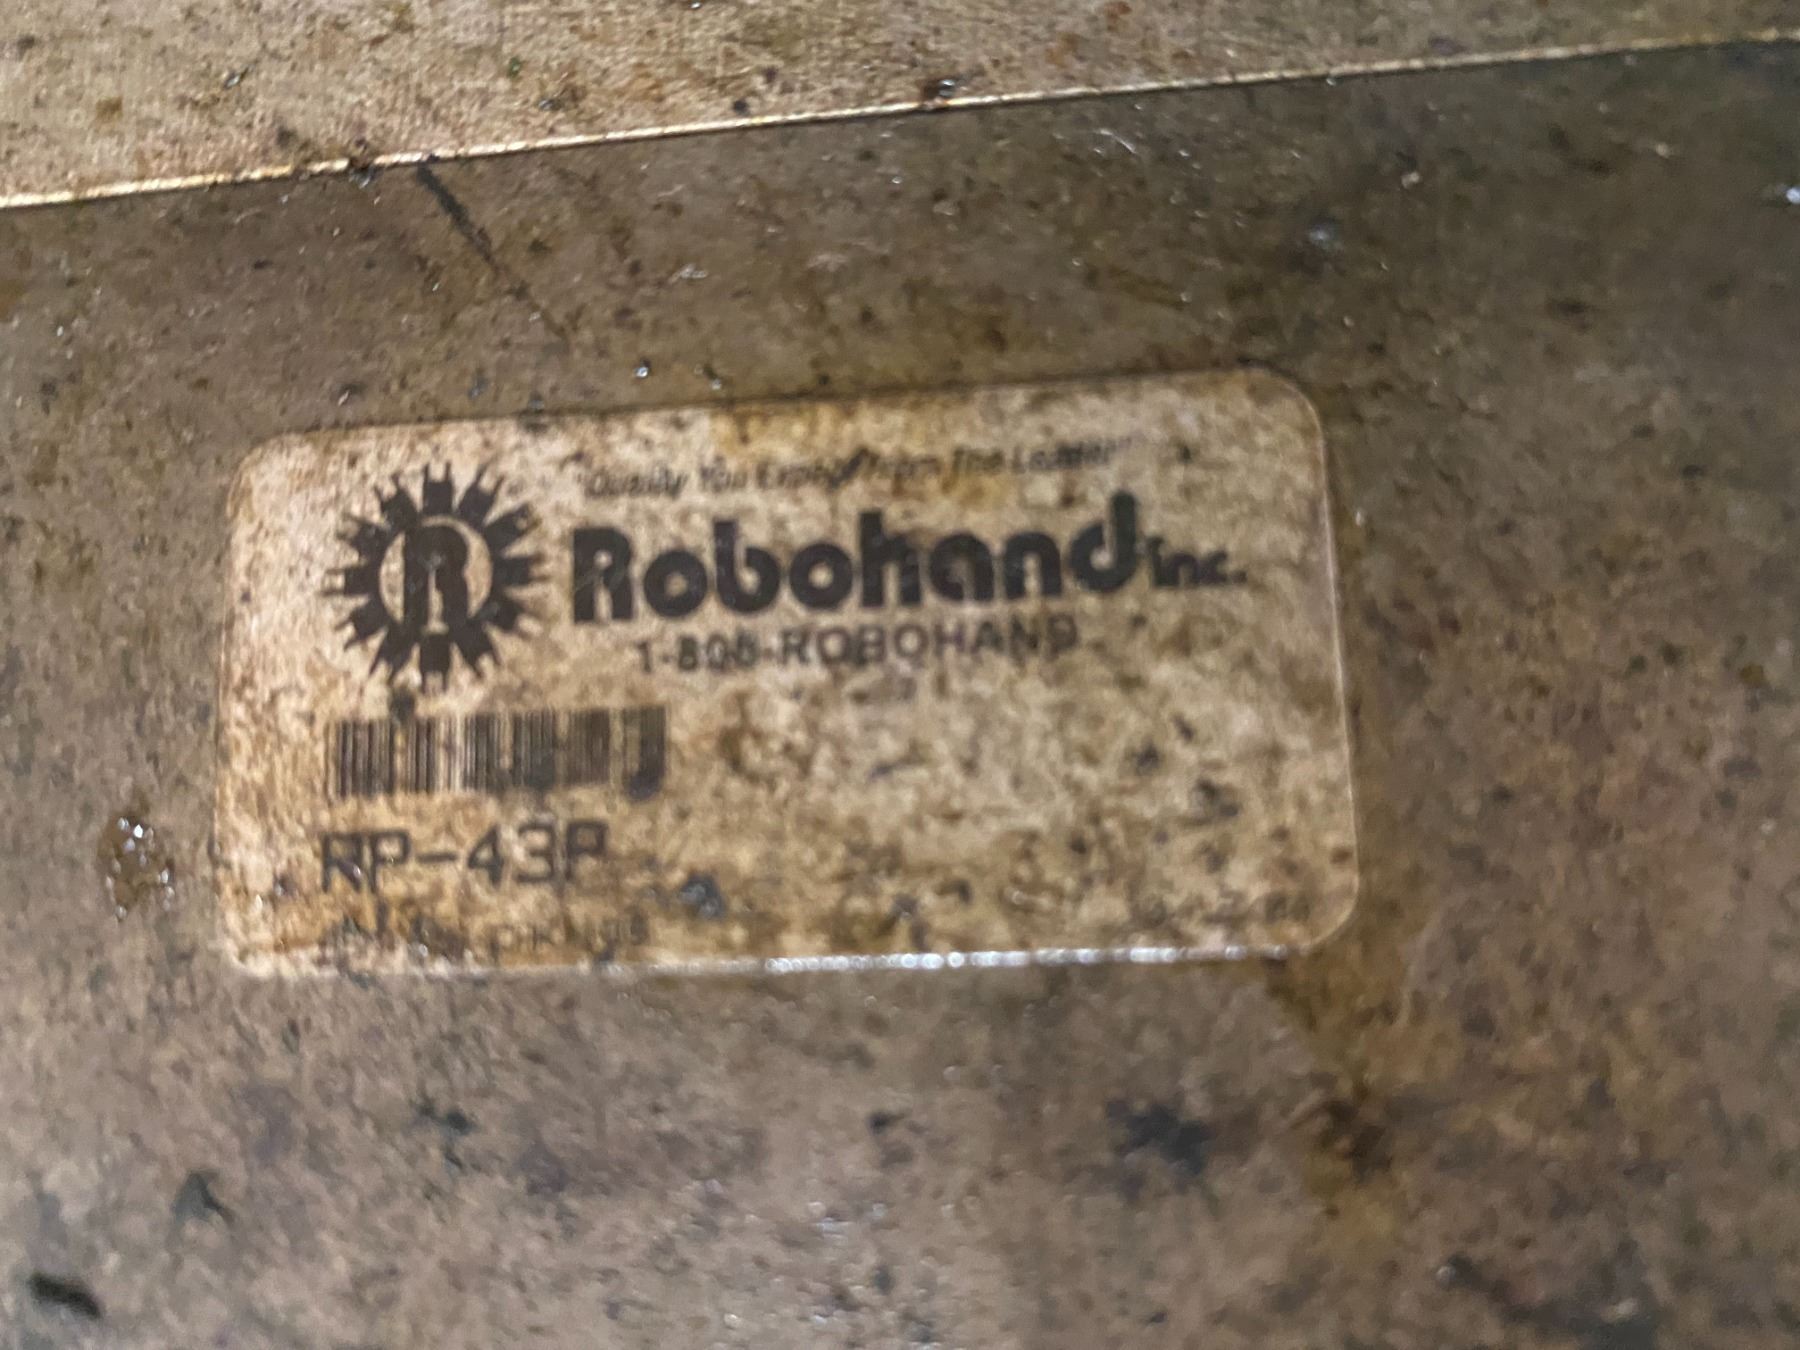 "Quality You Expect From The Leader"
R
Robohand inc.
1-800-ROBOHAND
RP-43P